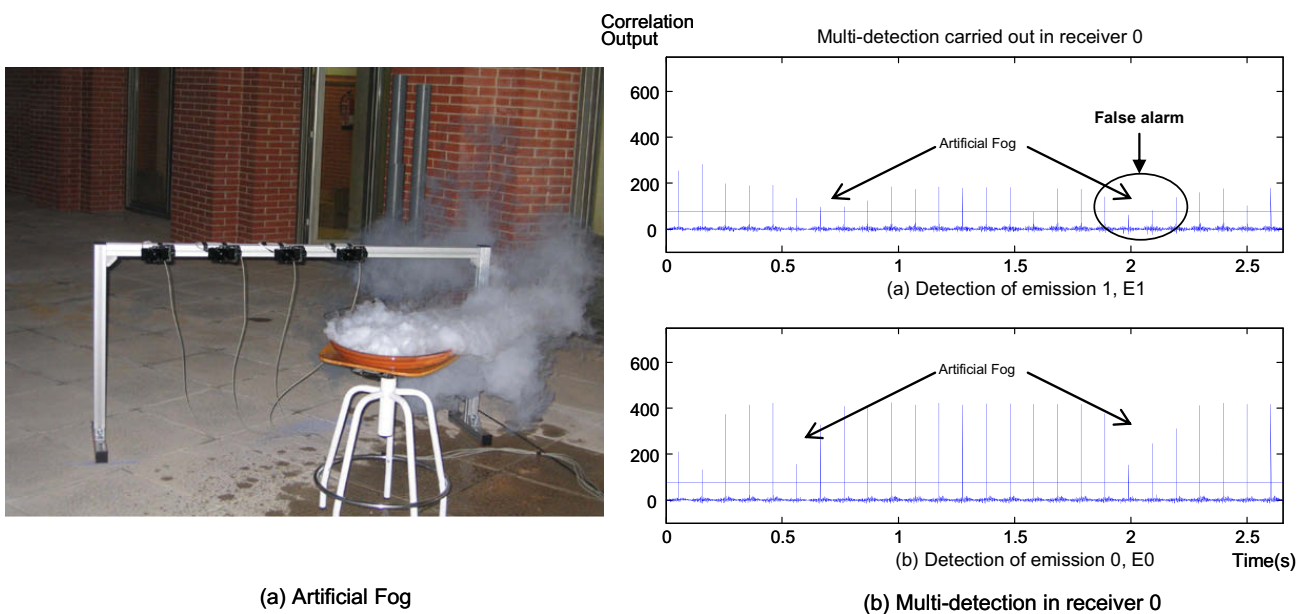 Correlation
Output
Multi-detection carried out in receiver 0
600
400
200
0
False alarm
Artificial Fog
0 0.5 1 1.5 2 2.5
(a) Detection of emission 1, E1
600
400
200
0
Artificial Fog
0 0.5 1 1.5 2 2.5
(b) Detection of emission 0, E0
Time(s)
(a) Artificial Fog
(b) Multi-detection in receiver 0